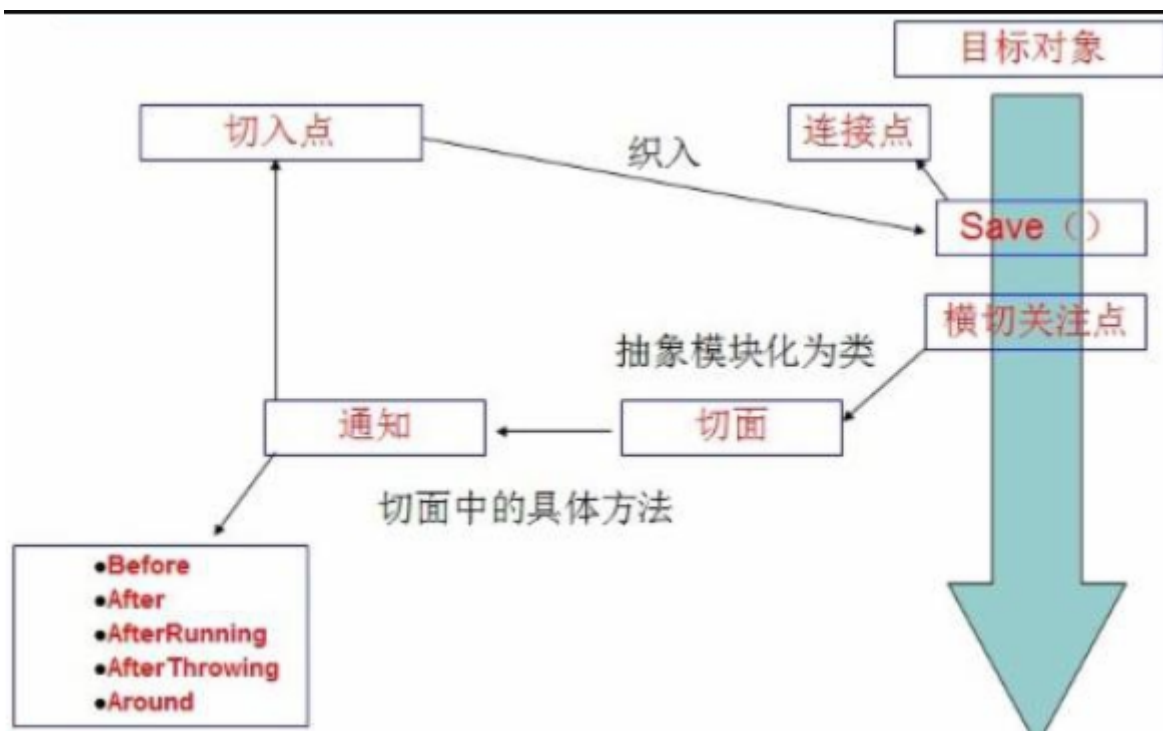 目标对象
切入点
织入
连接点
Save（）
横切关注点
抽象模块化为类
通知
切面
切面中的具体方法
●Before
●After
●AfterRunning
●AfterThrowing
●Around